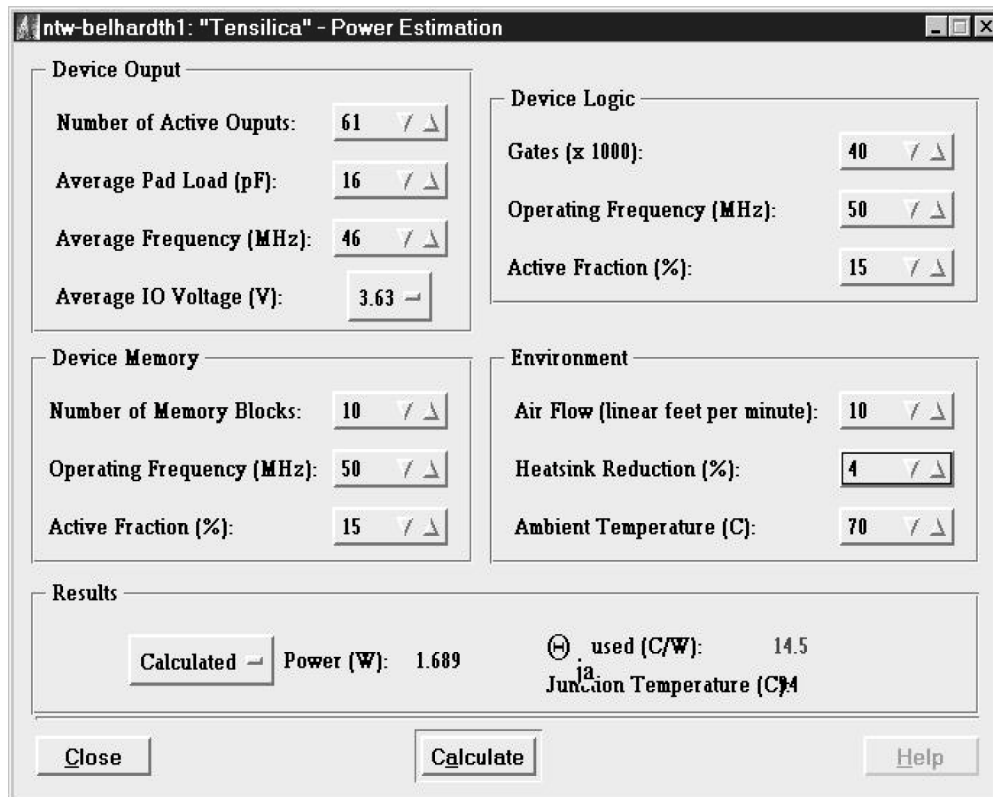 ntw-belhardth1: "Tensilica" - Power Estimation
Device Ouput
Number of Active Ouputs: 61
Average Pad Load (pF): 16
Average Frequency (MHz): 46
Average IO Voltage (V): 3.63
Device Logic
Gates (x 1000): 40
Operating Frequency (MHz): 50
Active Fraction (%): 15
Device Memory
Number of Memory Blocks: 10
Operating Frequency (MHz): 50
Active Fraction (%): 15
Environment
Air Flow (linear feet per minute): 10
Heatsink Reduction (%): 4
Ambient Temperature (C): 70
Results
Calculated Power (W): 1.689
Θ ja used (C/W): 14.5
Junction Temperature (C): 94
Close
Calculate
Help